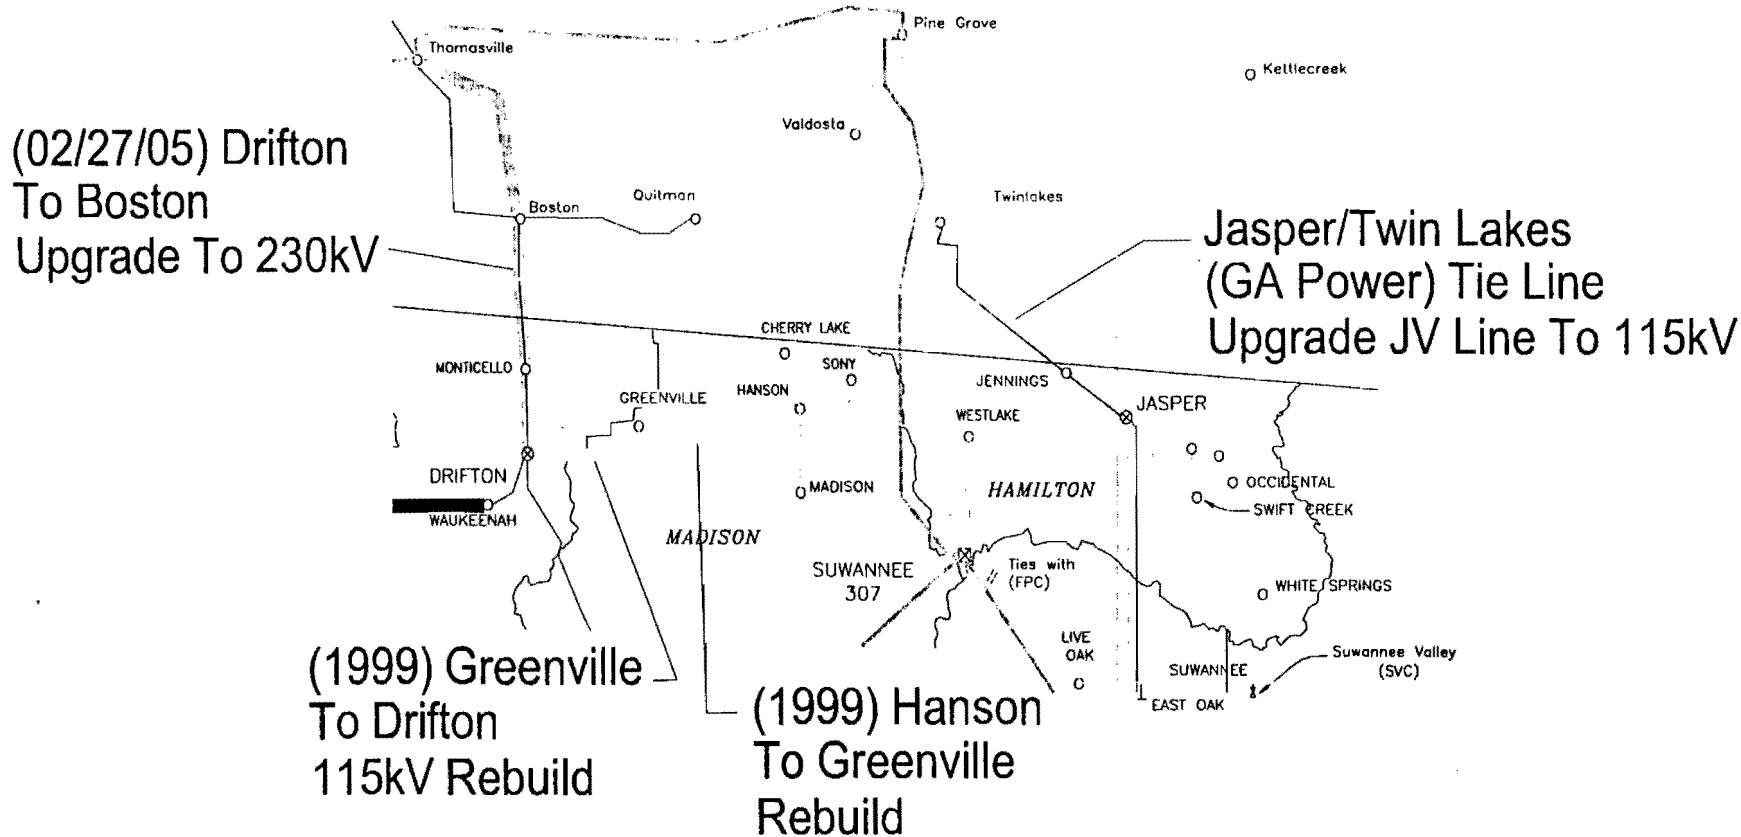 Pine Grove
Thomasville
Kettlecreek
Valdosta
(02/27/05) Drifton
To Boston
Upgrade To 230kV
Quitman
Boston
Twinlakes
Jasper/Twin Lakes
(GA Power) Tie Line
Upgrade JV Line To 115kV
CHERRY LAKE
SONY
MONTICELLO
HANSON
GREENVILLE
JENNINGS
JASPER
WESTLAKE
DRIFTON
WAUKEENAH
MADISON
HAMILTON
OCCIDENTAL
SWIFT CREEK
MADISON
SUWANNEE
307
Ties with
(FPC)
WHITE SPRINGS
LIVE
OAK
SUWANNEE
EAST OAK
Suwannee Valley
(SVC)
(1999) Greenville
To Drifton
115kV Rebuild
(1999) Hanson
To Greenville
Rebuild